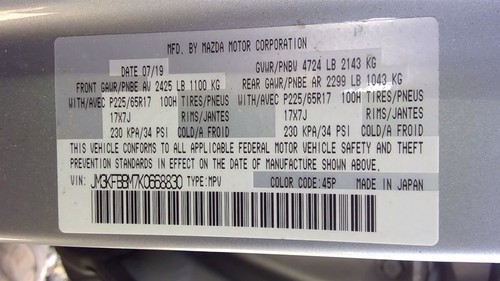 MFD. BY MAZDA MOTOR CORPORATION
DATE 07/19 GVWR/PNBV 4724 LB 2143 KG
FRONT GAWR/PNBE AV 2425 LB 1100 KG REAR GAWR/PNBE AR 2299 LB 1043 KG
WITH/AVEC P225/65R17 100H TIRES/PNEUS WITH/AVEC P225/65R17 100H TIRES/PNEUS
17X7J RIMS/JANTES 17X7J RIMS/JANTES
230 KPA/34 PSI COLD/A FROID 230 KPA/34 PSI COLD/A FROID
THIS VEHICLE CONFORMS TO ALL APPLICABLE FEDERAL MOTOR VEHICLE SAFETY AND THEFT
PREVENTION STANDARDS IN EFFECT ON THE DATE OF MANUFACTURE SHOWN ABOVE.
VIN: JM3KFBBM7K0668830 TYPE:MPV COLOR CODE:45P MADE IN JAPAN